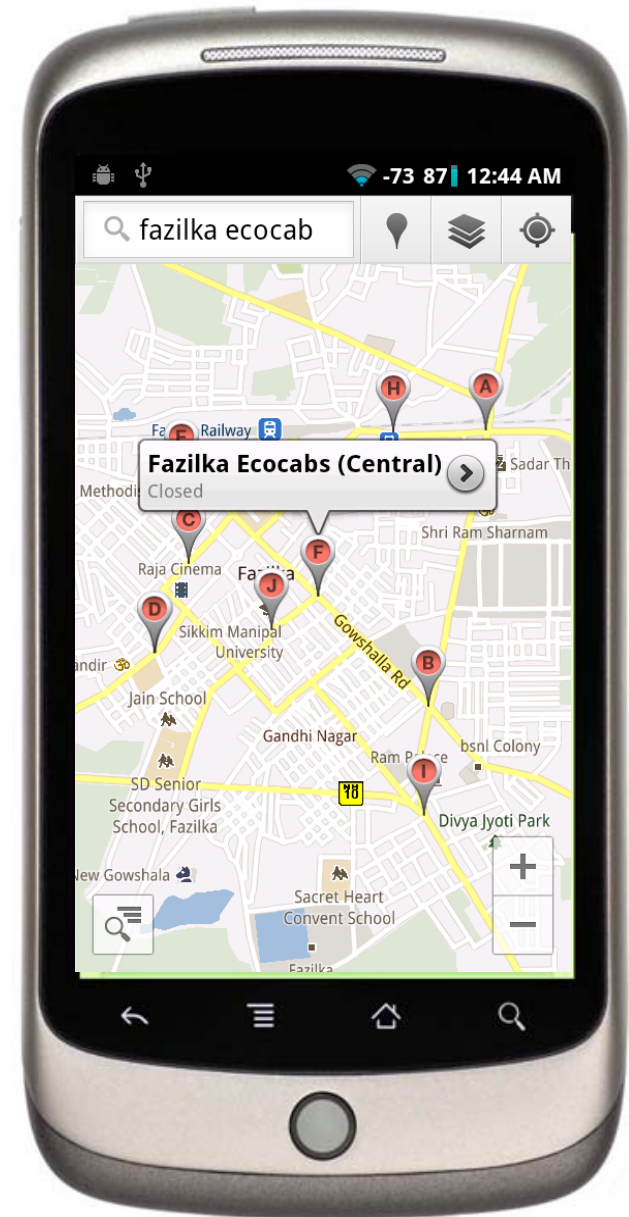 -73 87 12:44 AM
fazilka ecocab
H
A
Railway
Fazilka Ecocabs (Central)
Closed
Sadar Th
Methodi
C
Shri Ram Sharnam
F
Raja Cinema
J
D
Sikkim Manipal
University
Gowshalla Rd
andir
B
Jain School
Gandhi Nagar
bsnl Colony
Ram
I
SD Senior
Secondary Girls
School, Fazilka
NH
10
Divya Jyoti Park
New Gowshala
+
Sacret Heart
Convent School
−
Fazilka